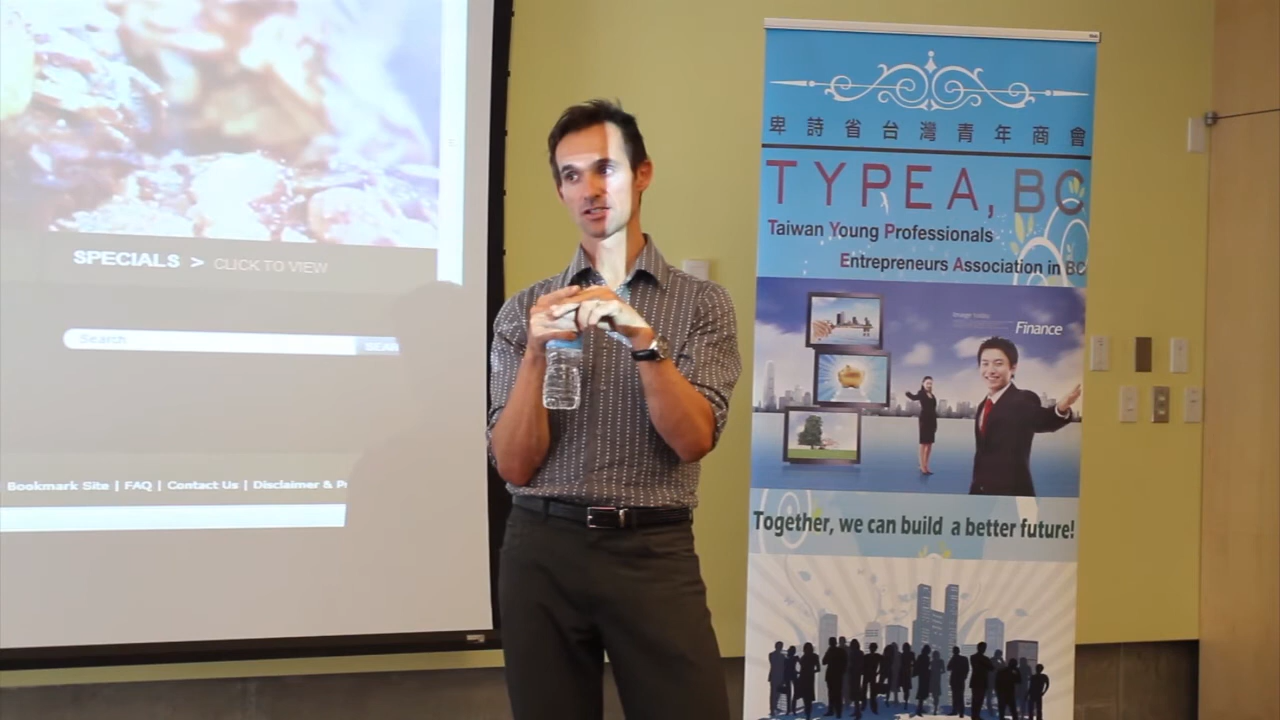 SPECIALS > CLICK TO VIEW
Search
Bookmark Site | FAQ | Contact Us | Disclaimer &
卑詩省台灣青年商會
TYPEA, BC
Taiwan Young Professionals
Entrepreneurs Association in BC
Finance
Together, we can build a better future!